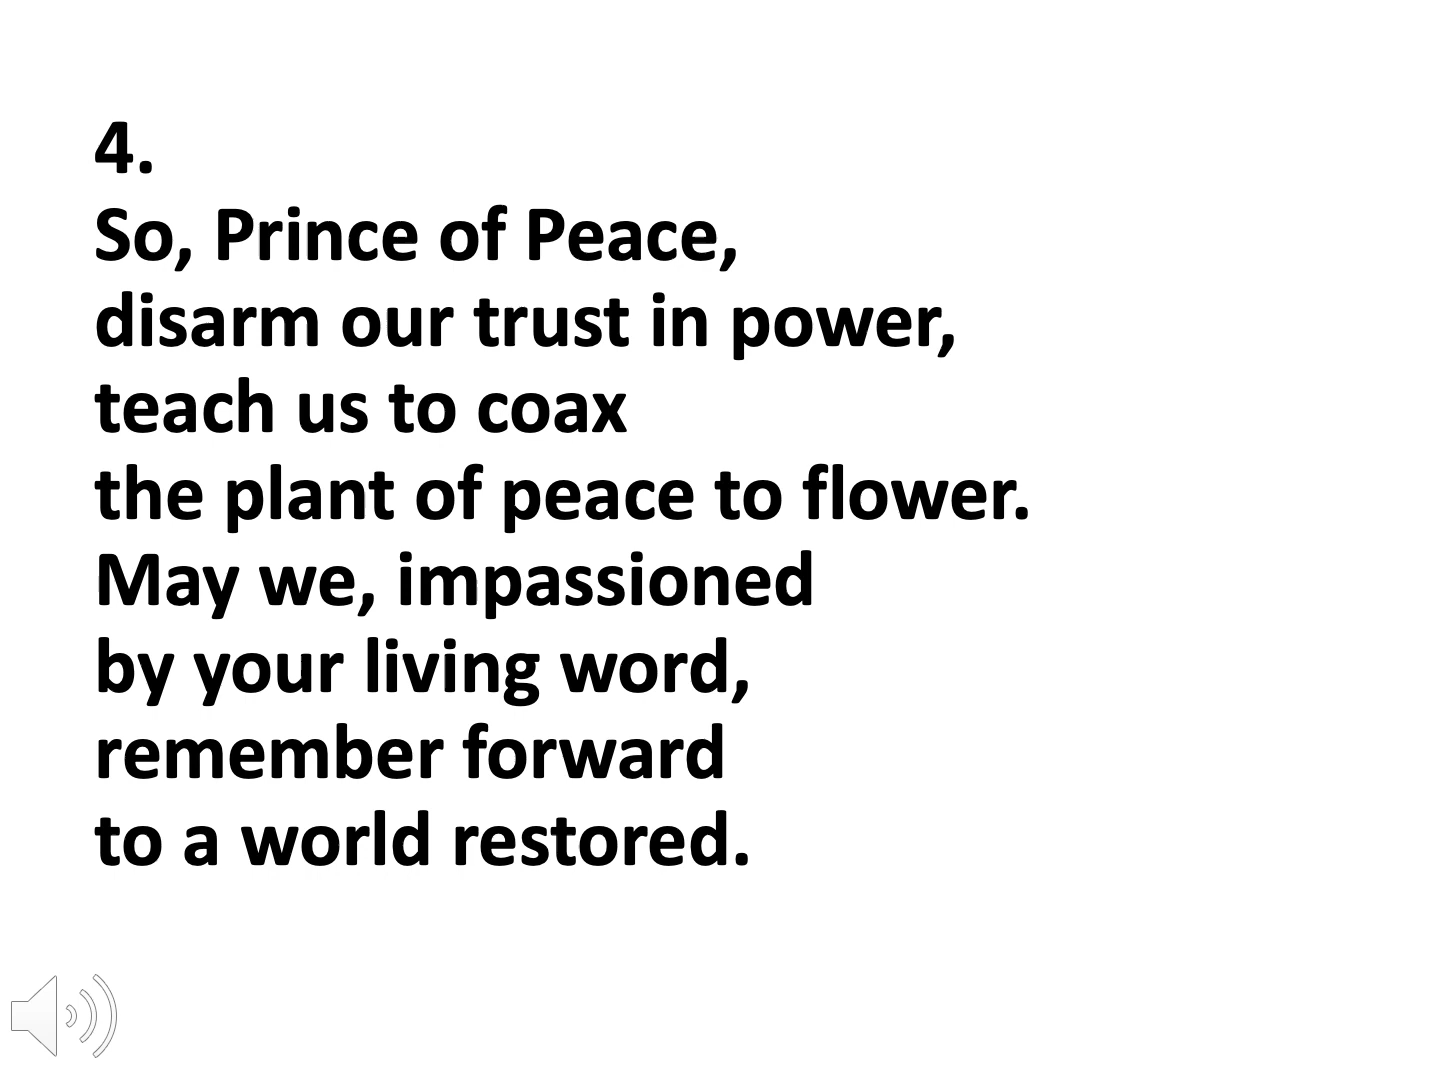 4.
So, Prince of Peace,
disarm our trust in power,
teach us to coax
the plant of peace to flower.
May we, impassioned
by your living word,
remember forward
to a world restored.